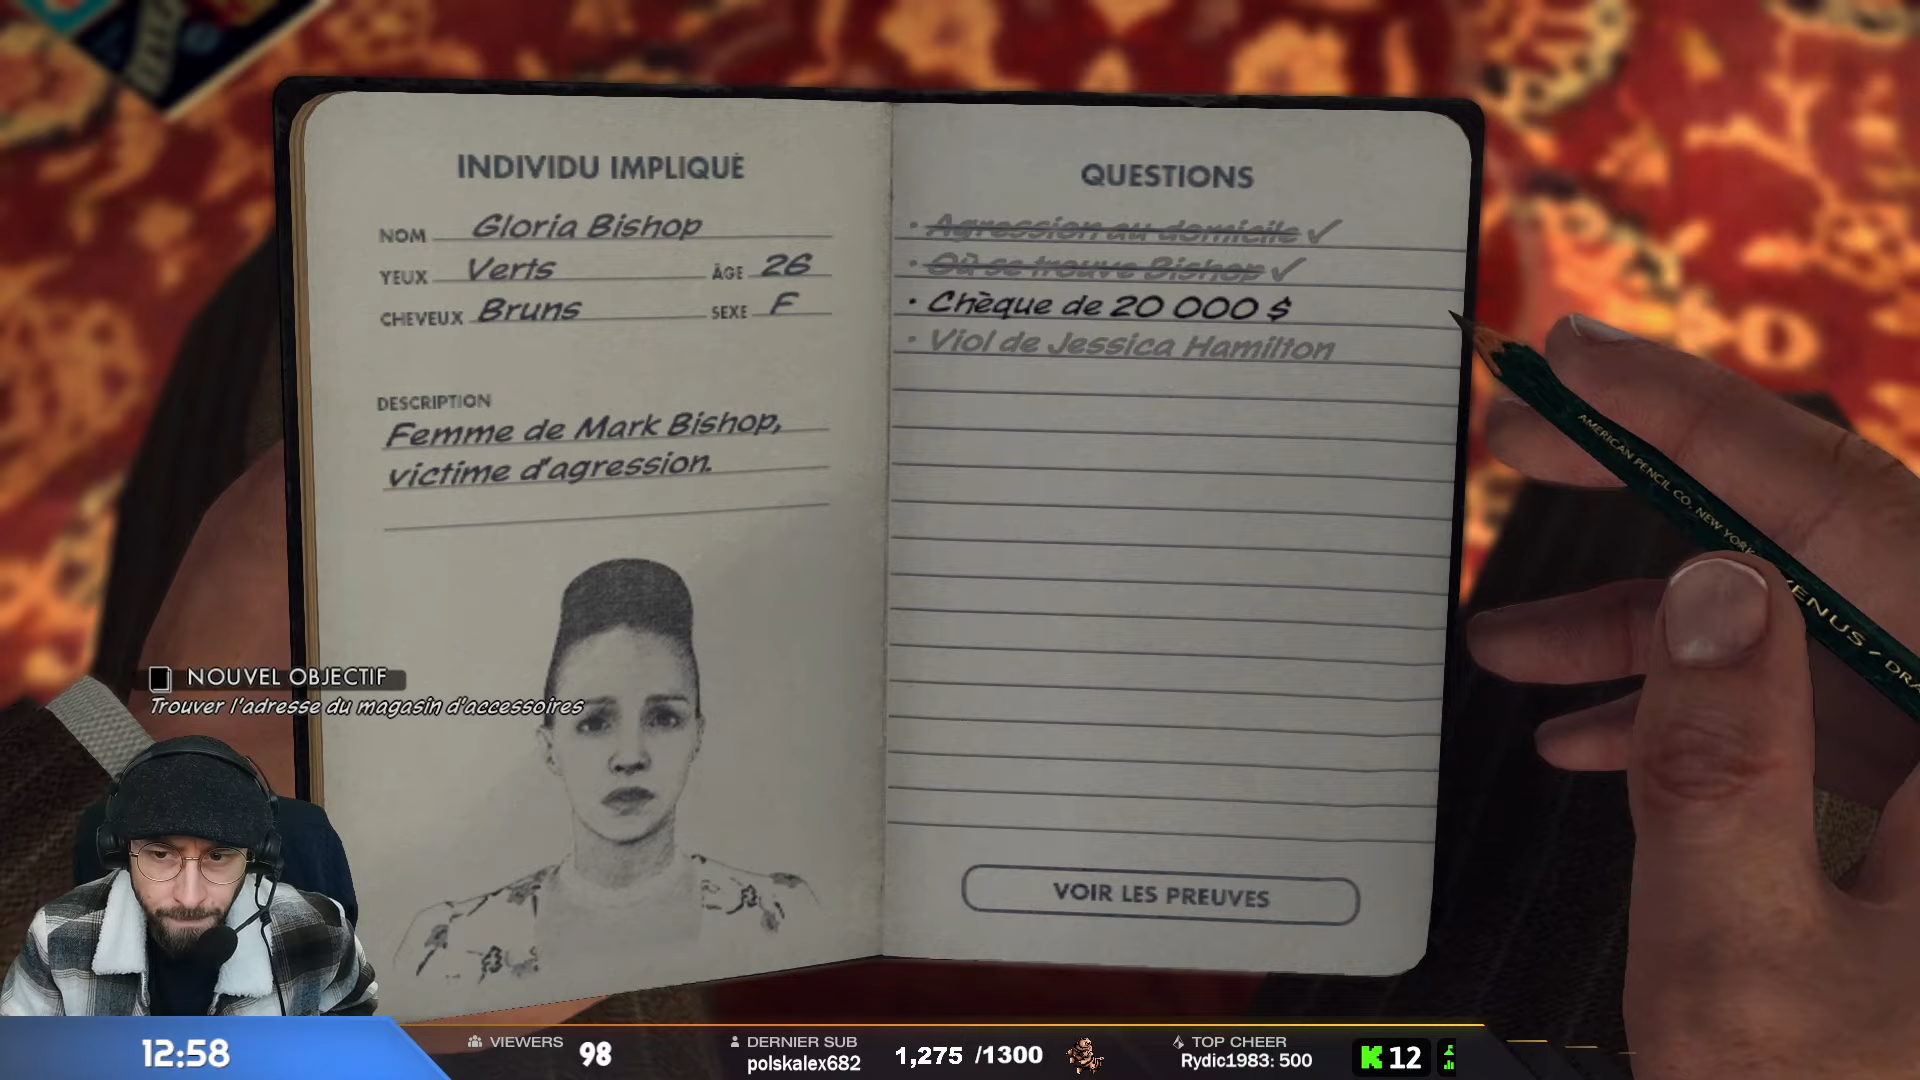 INDIVIDU IMPLIQUÉ
NOM Gloria Bishop
YEUX Verts ÂGE 26
CHEVEUX Bruns SEXE F
DESCRIPTION
Femme de Mark Bishop,
victime d'agression.
QUESTIONS
· Agression au domicile ✓
· Où se trouve Bishop ✓
· Chèque de 20 000 $
· Viol de Jessica Hamilton
VOIR LES PREUVES
AMERICAN PENCIL CO. NEW YORK
VENUS / DRA
NOUVEL OBJECTIF
Trouver l'adresse du magasin d'accessoires
12:58
VIEWERS 98
DERNIER SUB
polskalex682
1,275 /1300
TOP CHEER
Rydic1983: 500
K 12